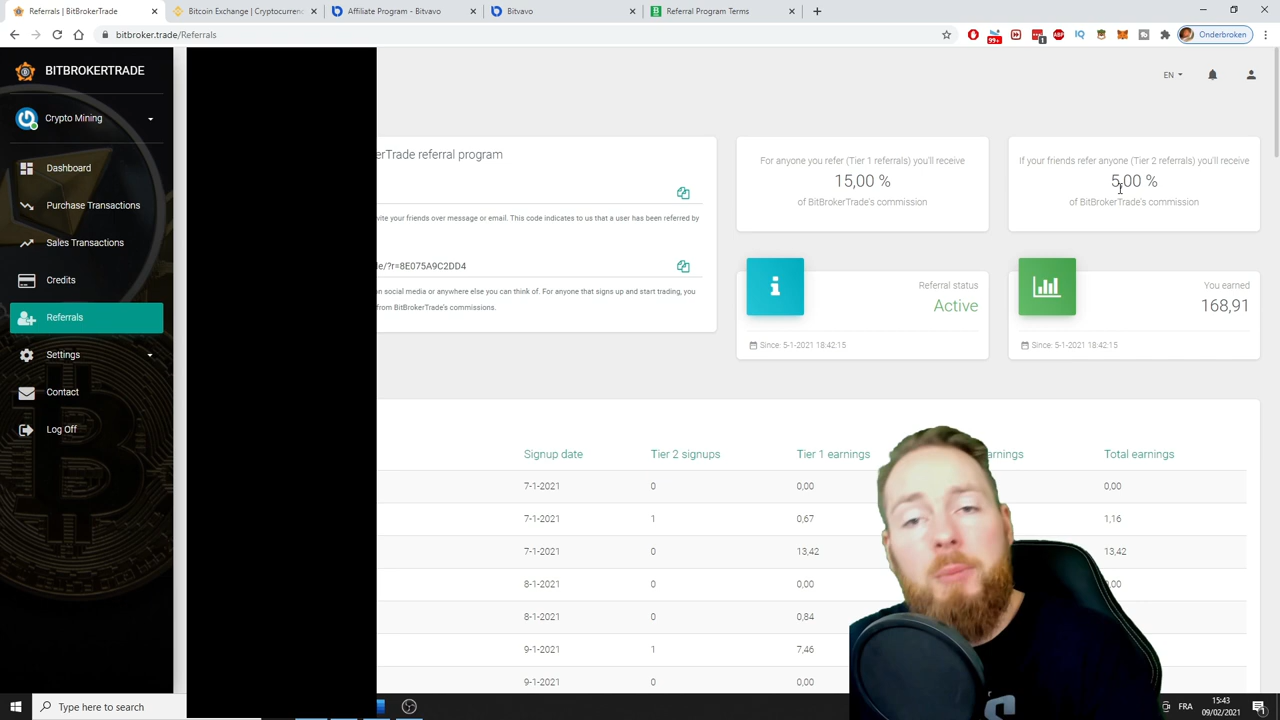 Referrals | BitBrokerTrade
Bitcoin Exchange | Cryptocurrenc
Affiliate Program - Bitvavo
Bitvavo
Referral Program Terms
bitbroker.trade/Referrals
99+
1
ABP
IQ
Onderbroken
BITBROKERTRADE
EN
Crypto Mining
Dashboard
Purchase Transactions
Sales Transactions
Credits
Referrals
Settings
Contact
Log Off
erTrade referral program
vite your friends over message or email. This code indicates to us that a user has been referred by
le/?r=8E075A9C2DD4
on social media or anywhere else you can think of. For anyone that signs up and start trading, you
from BitBrokerTrade's commissions.
For anyone you refer (Tier 1 referrals) you'll receive
15,00 %
of BitBrokerTrade's commission
If your friends refer anyone (Tier 2 referrals) you'll receive
5,00 %
of BitBrokerTrade's commission
Referral status
Active
Since: 5-1-2021 18:42:15
You earned
168,91
Since: 5-1-2021 18:42:15
Signup date Tier 2 signups Tier 1 earnings earnings Total earnings
7-1-2021 0 0,00 0,00
7-1-2021 1 0,67 1,16
7-1-2021 0 13,42 13,42
8-1-2021 0 0,00 0,00
8-1-2021 0 0,84
9-1-2021 1 7,46
9-1-2021 0 0,00
Type here to search
FRA
15:43
09/02/2021